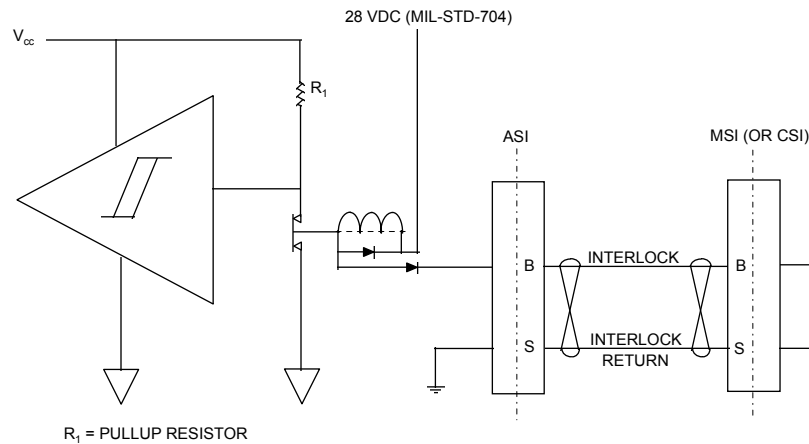 28 VDC (MIL-STD-704)
Vcc
R1
ASI
MSI (OR CSI)
B
INTERLOCK
B
S
INTERLOCK
RETURN
S
R1 = PULLUP RESISTOR